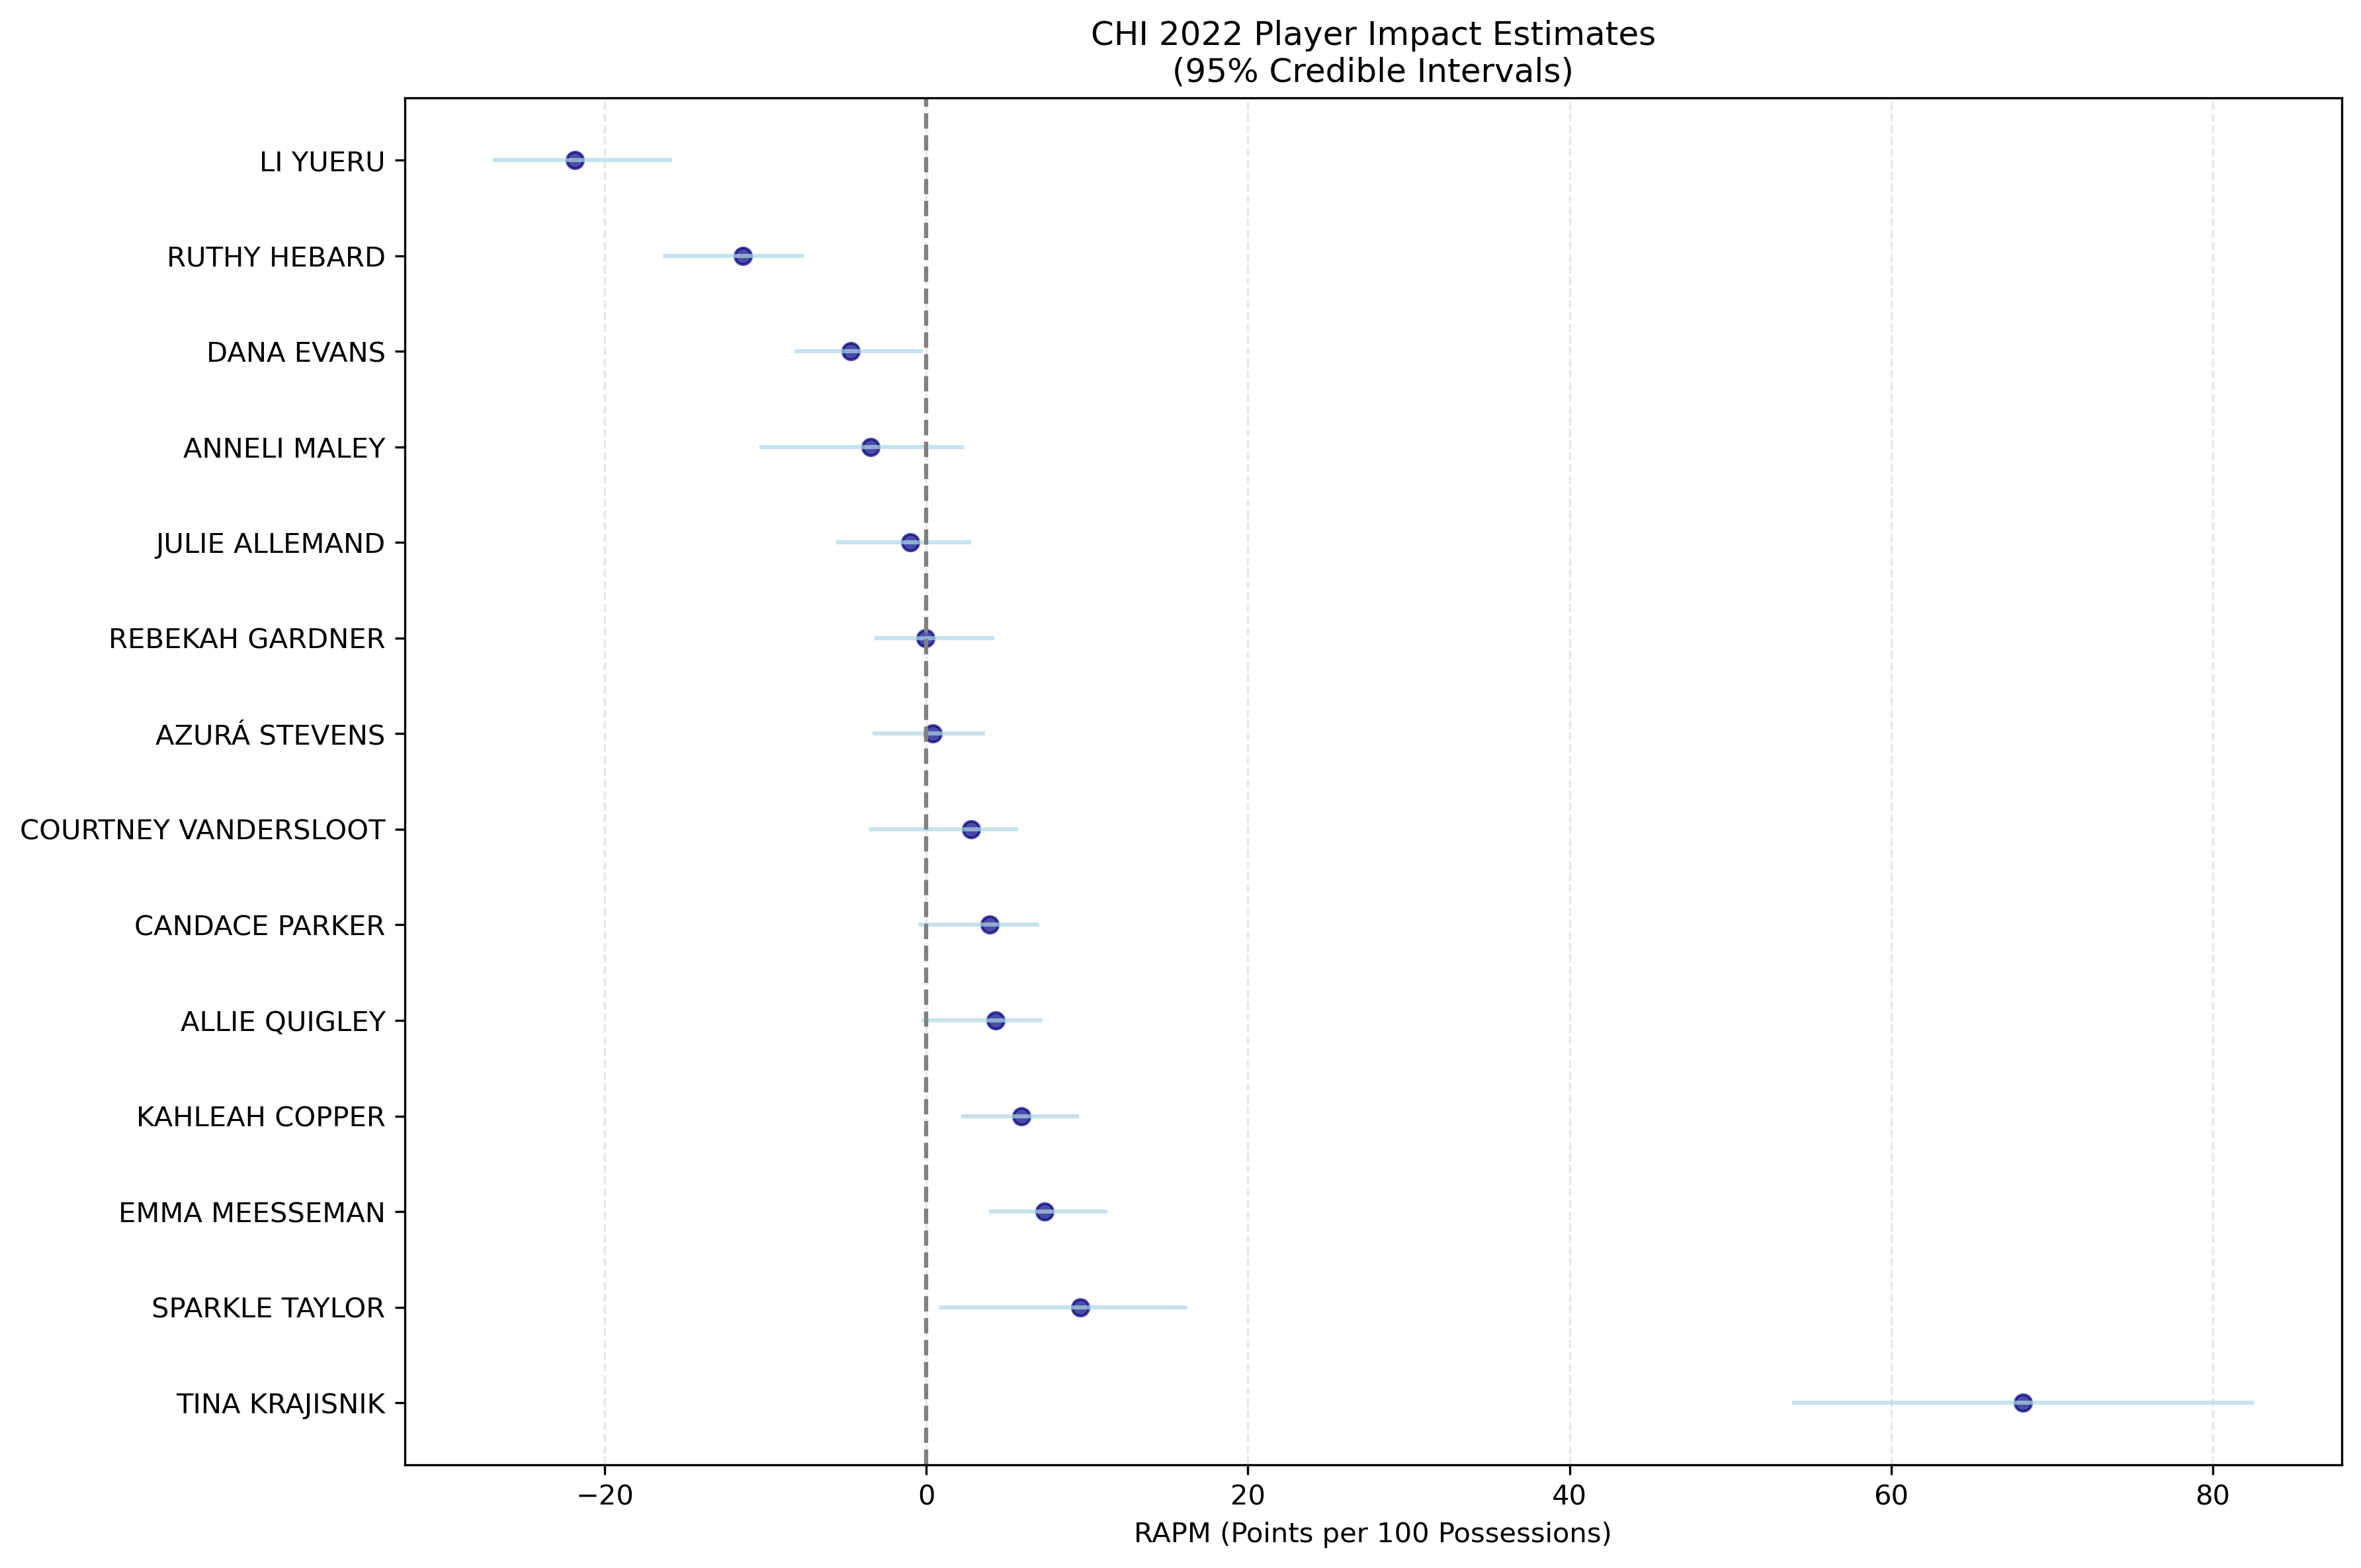 CHI 2022 Player Impact Estimates
(95% Credible Intervals)
LI YUERU
RUTHY HEBARD
DANA EVANS
ANNELI MALEY
JULIE ALLEMAND
REBEKAH GARDNER
AZURÁ STEVENS
COURTNEY VANDERSLOOT
CANDACE PARKER
ALLIE QUIGLEY
KAHLEAH COPPER
EMMA MEESSEMAN
SPARKLE TAYLOR
TINA KRAJISNIK
−20 0 20 40 60 80
RAPM (Points per 100 Possessions)